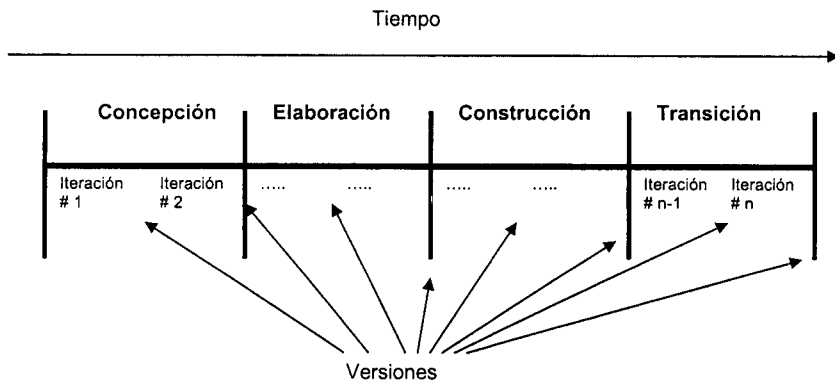 Tiempo
Concepción Elaboración Construcción Transición
Iteración Iteración ..... ..... ..... ..... Iteración Iteración
# 1 # 2 # n-1 # n
Versiones